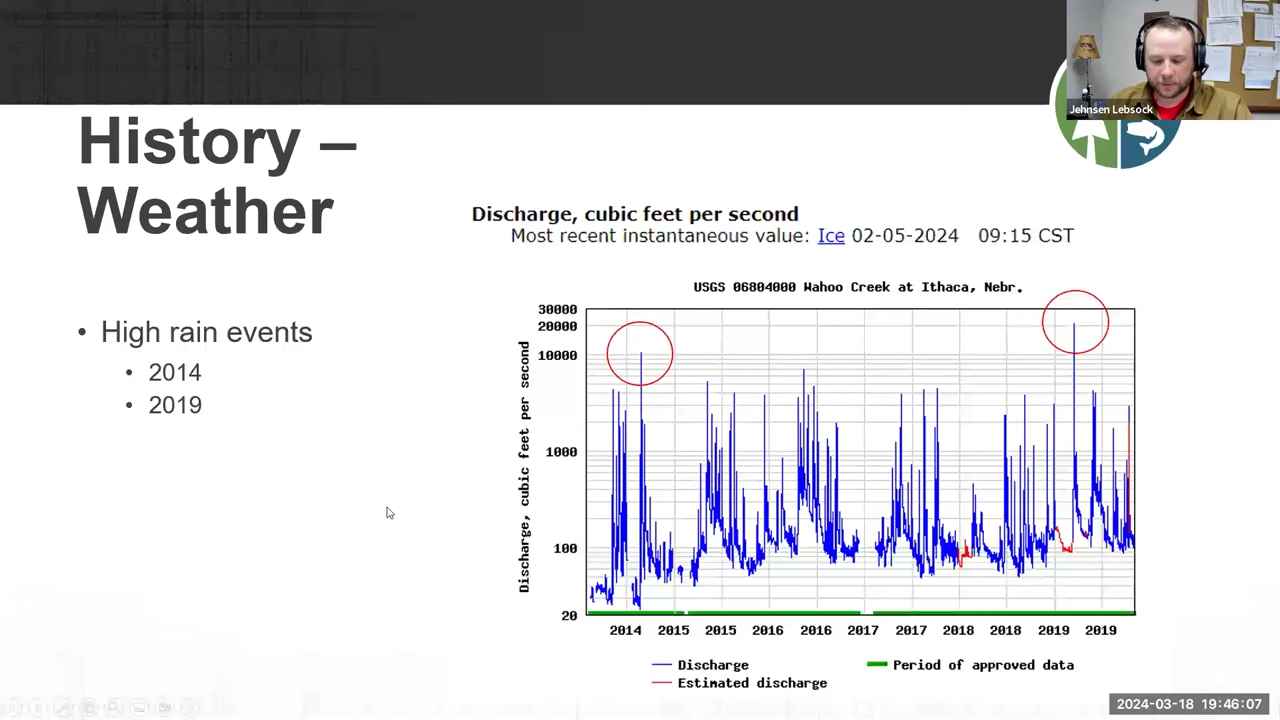 Jehnsen Lebsock
History –
Weather
Discharge, cubic feet per second
Most recent instantaneous value: Ice 02-05-2024 09:15 CST
• High rain events
• 2014
• 2019
USGS 06804000 Wahoo Creek at Ithaca, Nebr.
Discharge, cubic feet per second
30000
20000
10000
1000
100
20
2014 2015 2015 2016 2016 2017 2017 2018 2018 2019 2019
Discharge
Period of approved data
Estimated discharge
2024-03-18 19:46:07